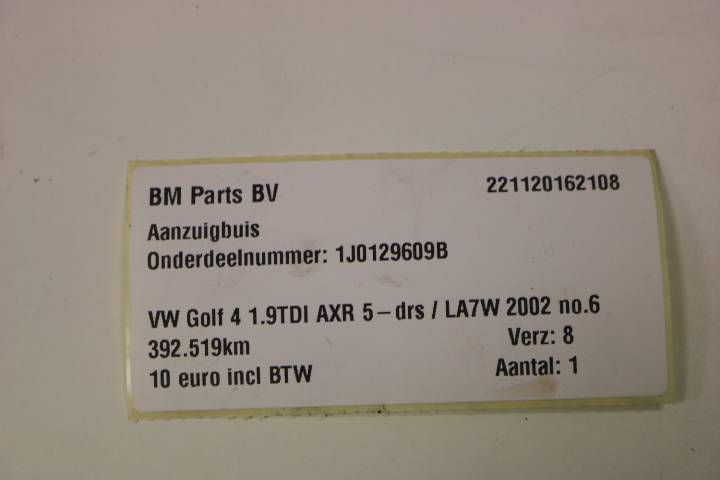 BM Parts BV 221120162108
Aanzuigbuis
Onderdeelnummer: 1J0129609B
VW Golf 4 1.9TDI AXR 5-drs / LA7W 2002 no.6
392.519km Verz: 8
10 euro incl BTW Aantal: 1